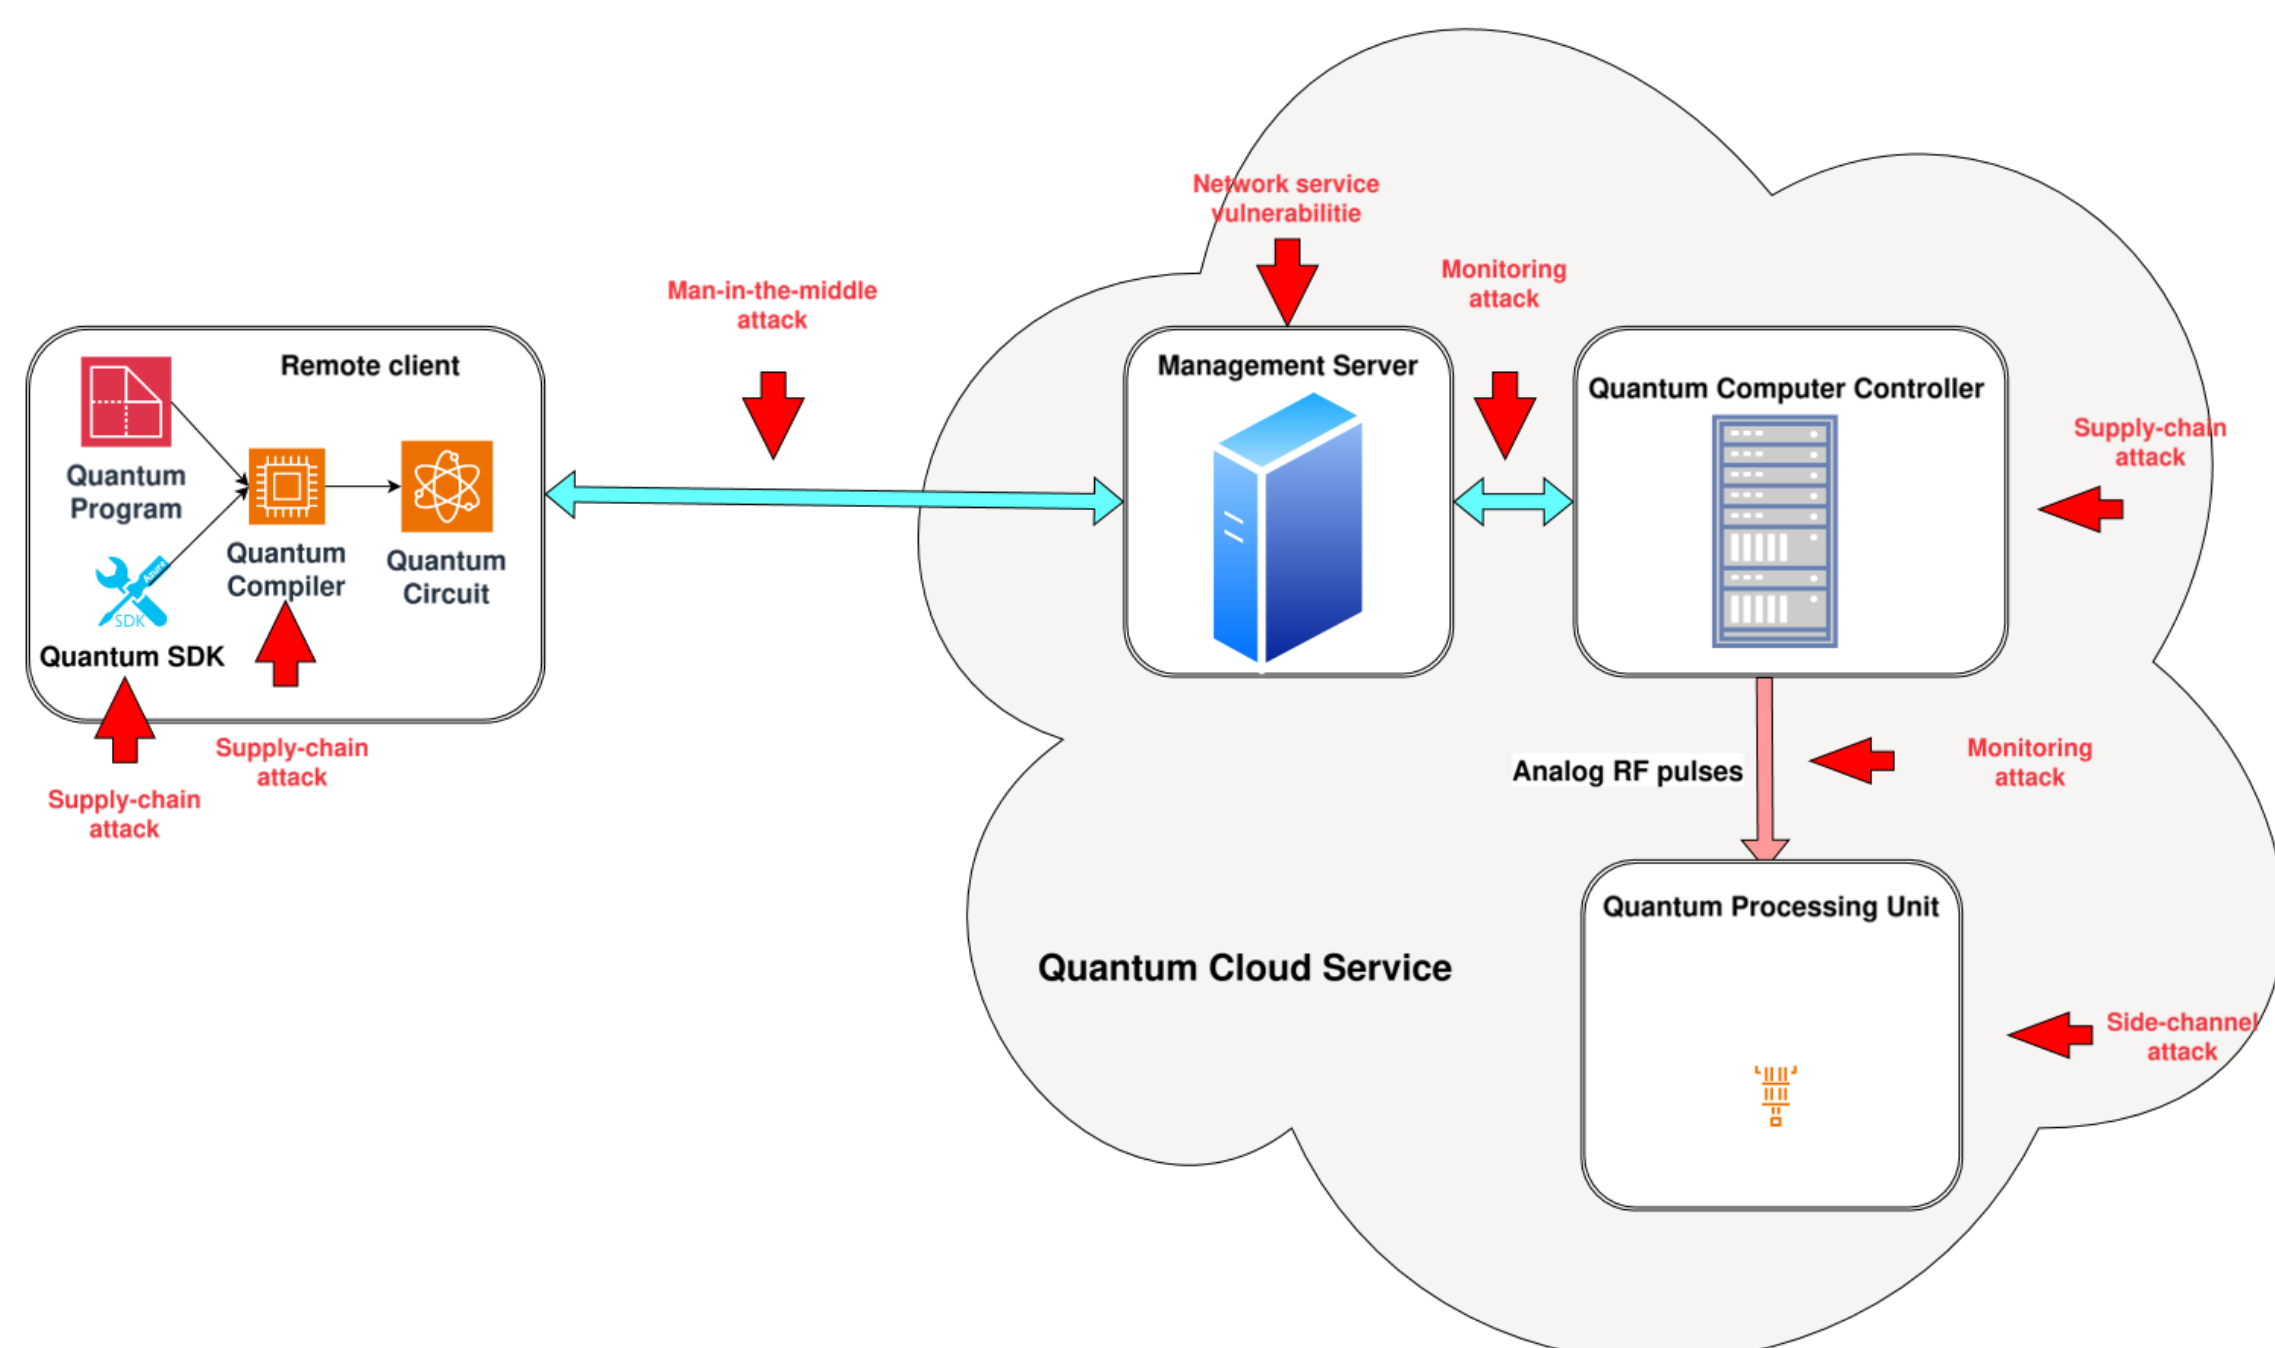 Network service
vulnerabilitie
Monitoring
attack
Man-in-the-middle
attack
Remote client
Quantum
Program
Quantum
Compiler
Quantum
Circuit
Azure
SDK
Quantum SDK
Supply-chain
attack
Supply-chain
attack
Management Server
Quantum Computer Controller
Supply-chain
attack
Analog RF pulses
Monitoring
attack
Quantum Processing Unit
Quantum Cloud Service
Side-channel
attack